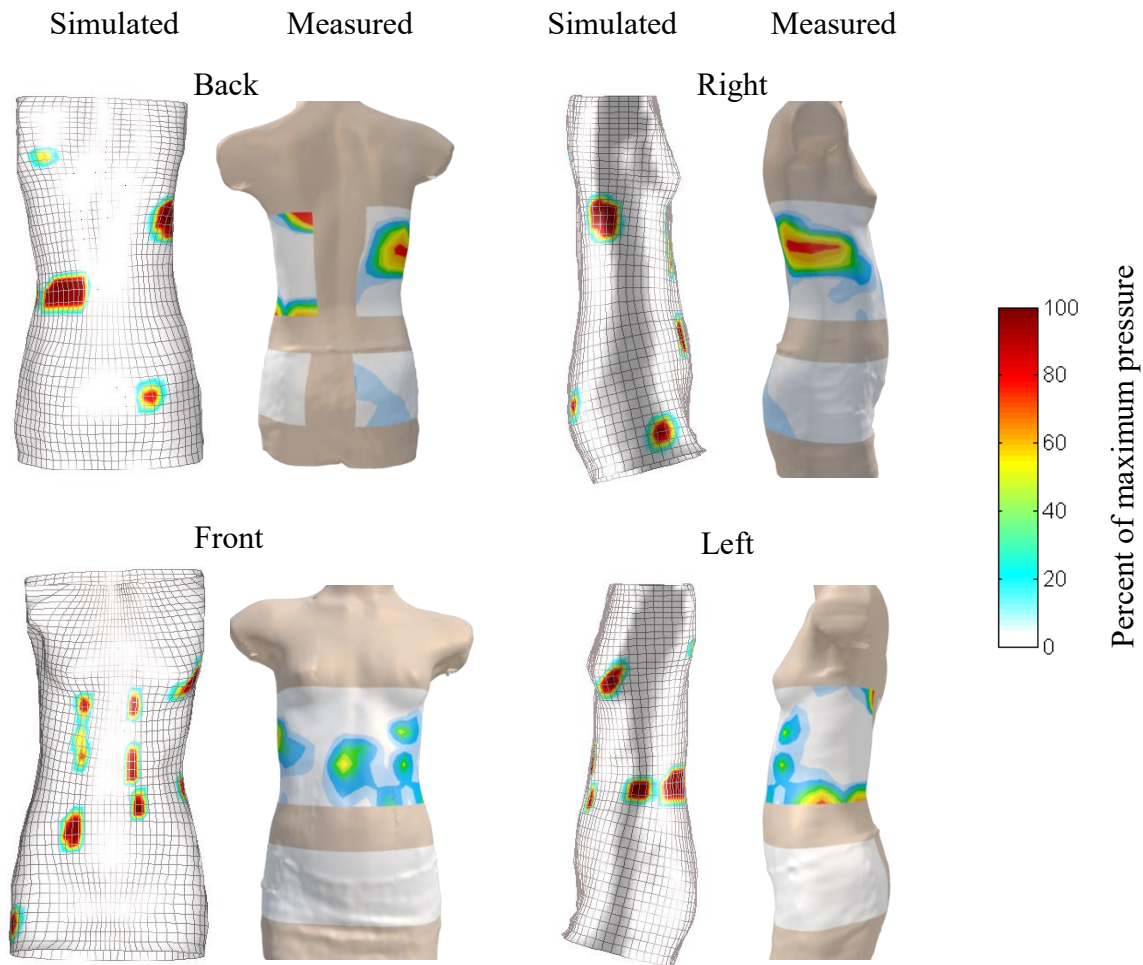 Simulated Measured Simulated Measured
Back Right
Front Left
100
80
60
40
20
0
Percent of maximum pressure